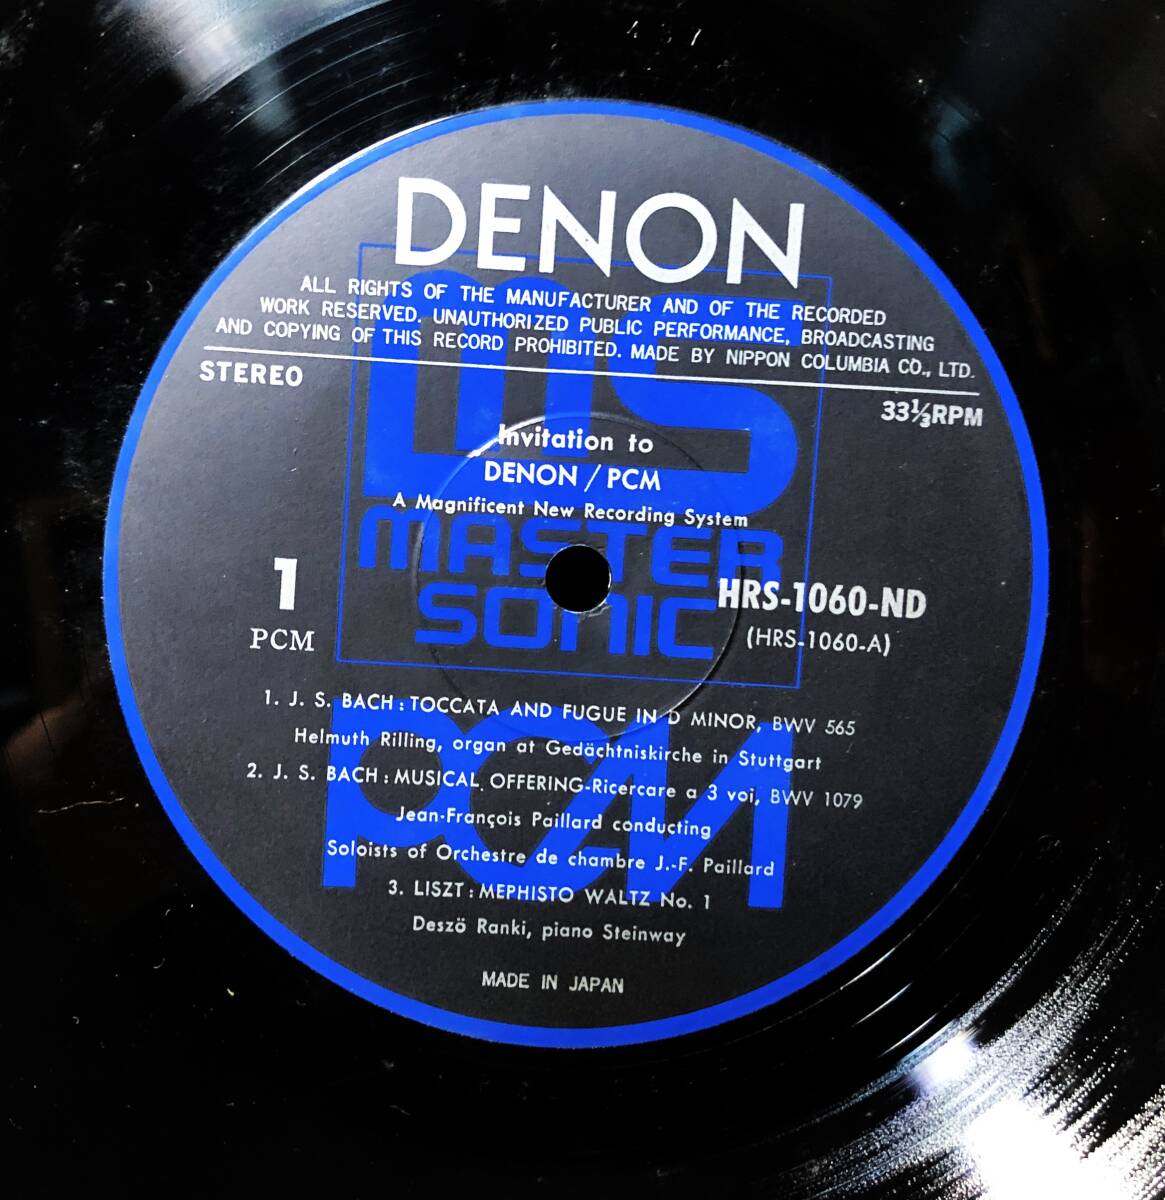 DENON
ALL RIGHTS OF THE MANUFACTURER AND OF THE RECORDED
WORK RESERVED. UNAUTHORIZED PUBLIC PERFORMANCE, BROADCASTING
AND COPYING OF THIS RECORD PROHIBITED. MADE BY NIPPON COLUMBIA CO., LTD.
STEREO
33⅓RPM
ms
Invitation to
DENON / PCM
A Magnificent New Recording System
MASTER
SONIC
1
PCM
HRS-1060-ND
(HRS-1060-A)
PCM
1. J. S. BACH : TOCCATA AND FUGUE IN D MINOR, BWV 565
Helmuth Rilling, organ at Gedächtniskirche in Stuttgart
2. J. S. BACH : MUSICAL OFFERING-Ricercare a 3 voi, BWV 1079
Jean-François Paillard conducting
Soloists of Orchestre de chambre J.-F. Paillard
3. LISZT : MEPHISTO WALTZ No. 1
Deszö Ranki, piano Steinway
MADE IN JAPAN